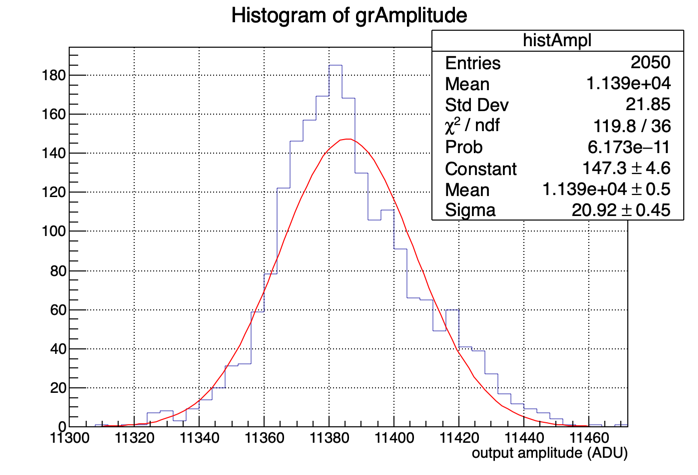 Histogram of grAmplitude
histAmpl
Entries 2050
Mean 1.139e+04
Std Dev 21.85
χ² / ndf 119.8 / 36
Prob 6.173e−11
Constant 147.3 ± 4.6
Mean 1.139e+04 ± 0.5
Sigma 20.92 ± 0.45
180
160
140
120
100
80
60
40
20
0
11300 11320 11340 11360 11380 11400 11420 11440 11460
output amplitude (ADU)